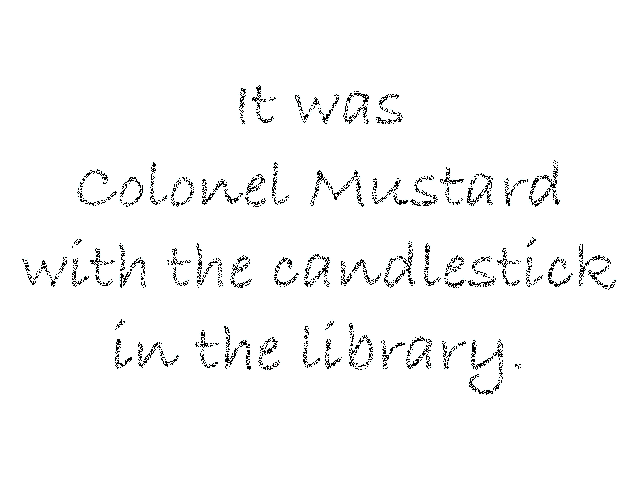 It was
Colonel Mustard
with the candlestick
in the library.